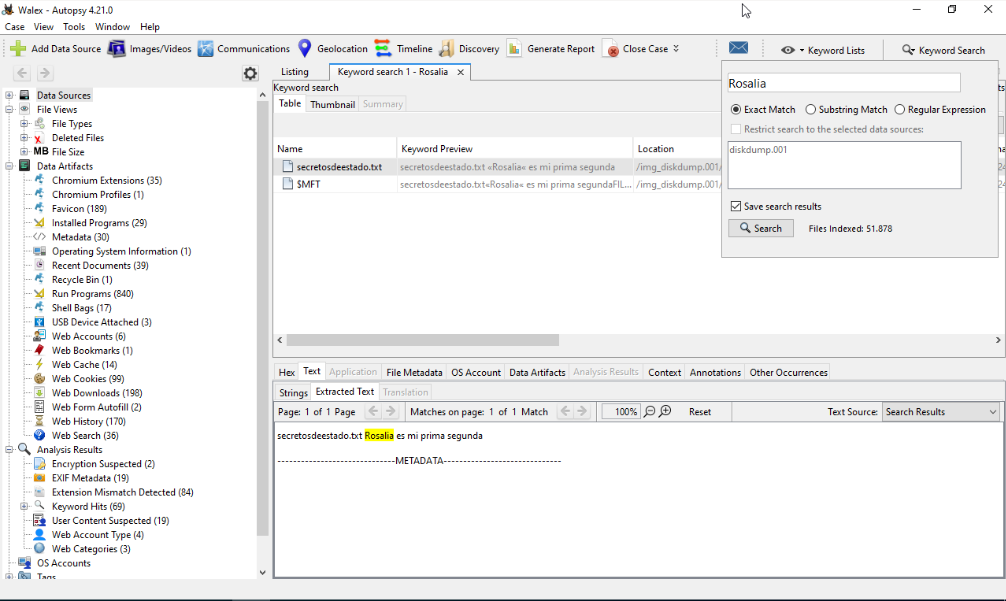 Walex - Autopsy 4.21.0
Case View Tools Window Help
Add Data Source Images/Videos Communications Geolocation Timeline Discovery Generate Report Close Case Keyword Lists Keyword Search
Listing Keyword search 1 - Rosalia
Keyword search
Table Thumbnail Summary
Name Keyword Preview Location
secretosdeestado.txt secretosdeestado.txt «Rosalia« es mi prima segunda /img_diskdump.001/
$MFT secretosdeestado.txt«Rosalia« es mi prima segundaFIL... /img_diskdump.001/
Rosalia
Exact Match Substring Match Regular Expression
Restrict search to the selected data sources:
diskdump.001
Save search results
Search Files Indexed: 51.878
Data Sources
File Views
File Types
Deleted Files
MB File Size
Data Artifacts
Chromium Extensions (35)
Chromium Profiles (1)
Favicon (189)
Installed Programs (29)
Metadata (30)
Operating System Information (1)
Recent Documents (39)
Recycle Bin (1)
Run Programs (840)
Shell Bags (17)
USB Device Attached (3)
Web Accounts (6)
Web Bookmarks (1)
Web Cache (14)
Web Cookies (99)
Web Downloads (198)
Web Form Autofill (2)
Web History (170)
Web Search (36)
Analysis Results
Encryption Suspected (2)
EXIF Metadata (19)
Extension Mismatch Detected (84)
Keyword Hits (69)
User Content Suspected (19)
Web Account Type (4)
Web Categories (3)
OS Accounts
Tags
Hex Text Application File Metadata OS Account Data Artifacts Analysis Results Context Annotations Other Occurrences
Strings Extracted Text Translation
Page: 1 of 1 Page Matches on page: 1 of 1 Match 100% Reset Text Source: Search Results
secretosdeestado.txt Rosalia es mi prima segunda
------------------------------METADATA------------------------------